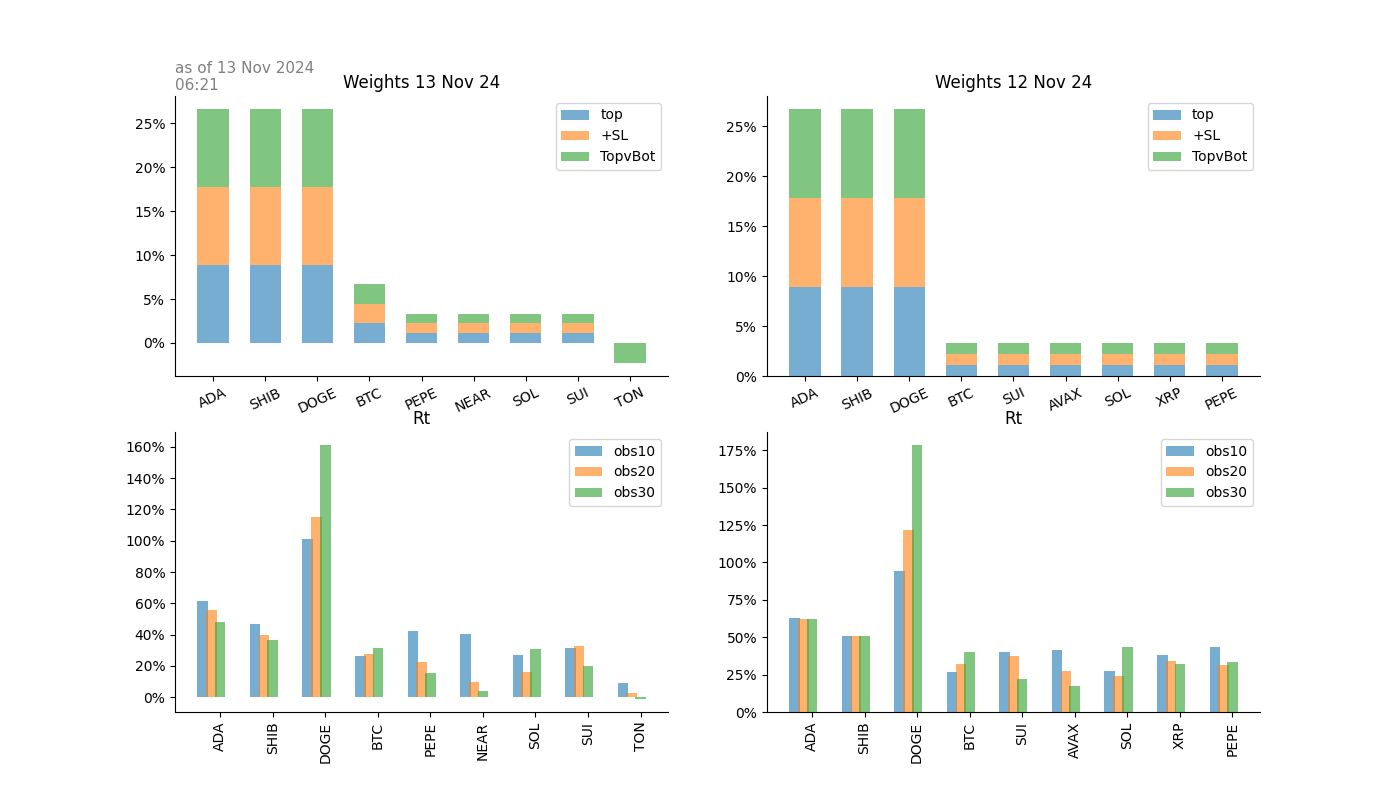 as of 13 Nov 2024
06:21
Weights 13 Nov 24
25%
20%
15%
10%
5%
0%
top
+SL
TopvBot
ADA
SHIB
DOGE
BTC
PEPE
NEAR
SOL
SUI
TON
Weights 12 Nov 24
25%
20%
15%
10%
5%
0%
top
+SL
TopvBot
ADA
SHIB
DOGE
BTC
SUI
AVAX
SOL
XRP
PEPE
Rt
160%
140%
120%
100%
80%
60%
40%
20%
0%
obs10
obs20
obs30
ADA
SHIB
DOGE
BTC
PEPE
NEAR
SOL
SUI
TON
Rt
175%
150%
125%
100%
75%
50%
25%
0%
obs10
obs20
obs30
ADA
SHIB
DOGE
BTC
SUI
AVAX
SOL
XRP
PEPE